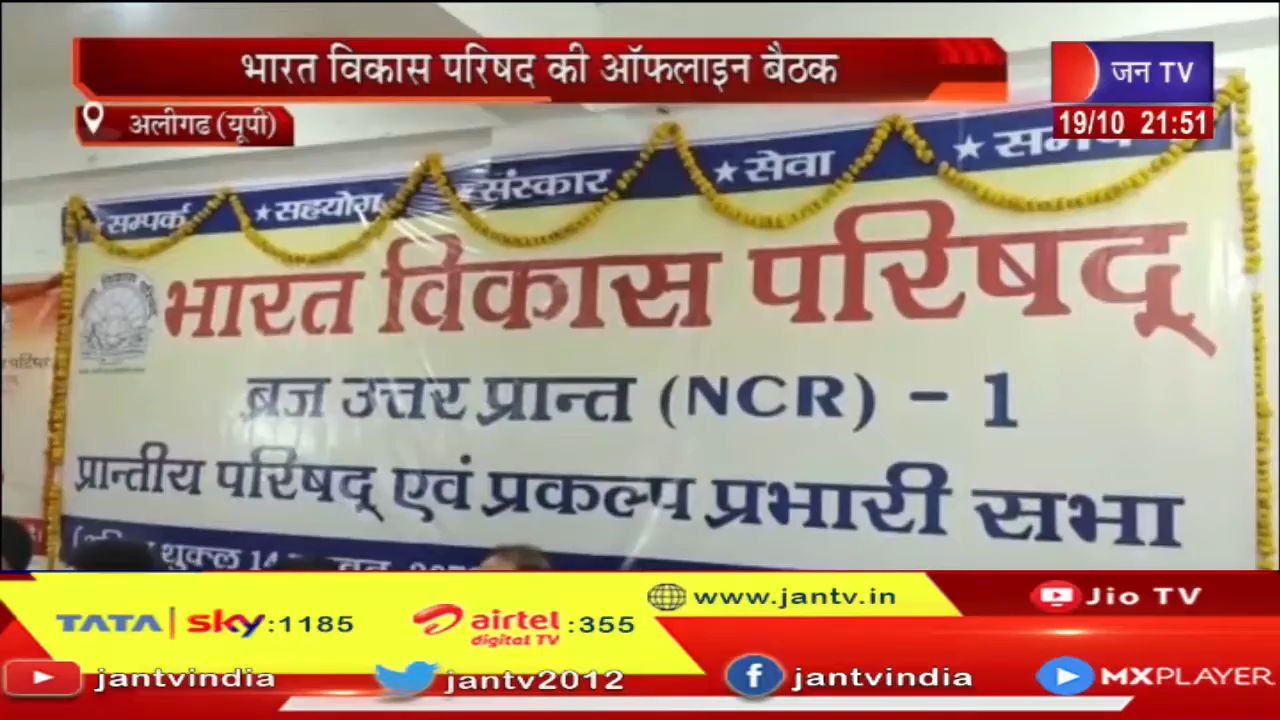 भारत विकास परिषद की ऑफलाइन बैठक
जन TV
अलीगढ (यूपी)
19/10 21:51
★सम्पर्क ★सहयोग ★संस्कार ★सेवा ★
भारत विकास परिषद्
ब्रज उत्तर प्रान्त (NCR) - 1
प्रान्तीय परिषद् एवं प्रकल्प प्रभारी सभा
शुक्ल 14
TATA sky:1185
airtel digital TV :355
www.jantv.in
Jio TV
jantvindia
jantv2012
jantvindia
MXPLAYER